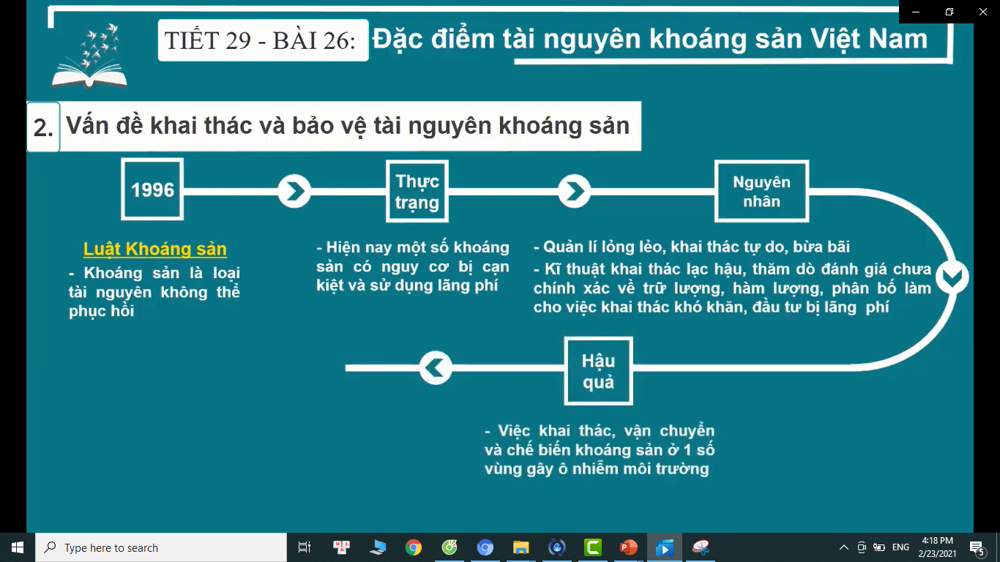 TIẾT 29 - BÀI 26: Đặc điểm tài nguyên khoáng sản Việt Nam
2. Vấn đề khai thác và bảo vệ tài nguyên khoáng sản
1996
Luật Khoáng sản
- Khoáng sản là loại
tài nguyên không thể
phục hồi
Thực
trạng
- Hiện nay một số khoáng
sản có nguy cơ bị cạn
kiệt và sử dụng lãng phí
Nguyên
nhân
- Quản lí lỏng lẻo, khai thác tự do, bừa bãi
- Kĩ thuật khai thác lạc hậu, thăm dò đánh giá chưa
chính xác về trữ lượng, hàm lượng, phân bố làm
cho việc khai thác khó khăn, đầu tư bị lãng phí
Hậu
quả
- Việc khai thác, vận chuyển
và chế biến khoáng sản ở 1 số
vùng gây ô nhiễm môi trường
Type here to search
ENG
4:18 PM
2/23/2021
5